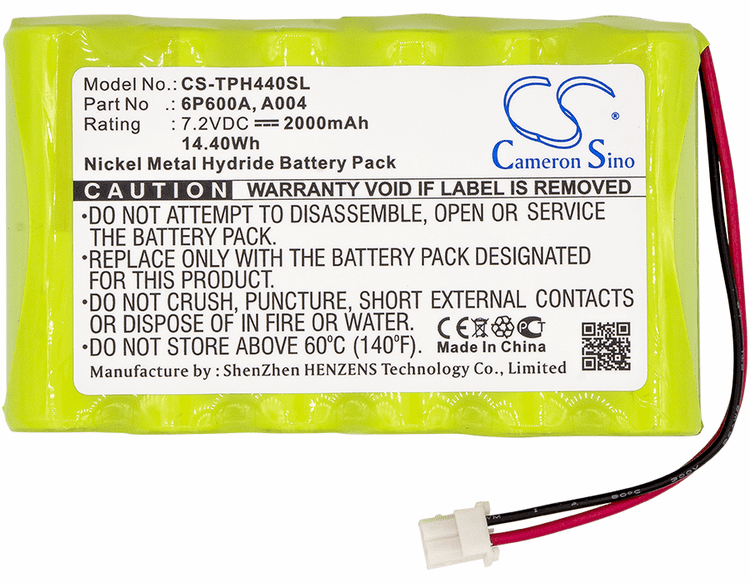 Model No.: CS-TPH440SL
Part No : 6P600A, A004
Rating : 7.2VDC 2000mAh
14.40Wh
Nickel Metal Hydride Battery Pack
CS
Cameron Sino
CAUTION WARRANTY VOID IF LABEL IS REMOVED
•DO NOT ATTEMPT TO DISASSEMBLE, OPEN OR SERVICE
THE BATTERY PACK.
•REPLACE ONLY WITH THE BATTERY PACK DESIGNATED
FOR THIS PURPOSE.
•DO NOT CRUSH, PUNCTURE, SHORT EXTERNAL CONTACTS
OR DISPOSE OF IN FIRE OR WATER.
•DO NOT STORE ABOVE 60°C (140°F).
CE PCT
Made In China
Manufacture by : ShenZhen HENZENS Technology Co., Limited